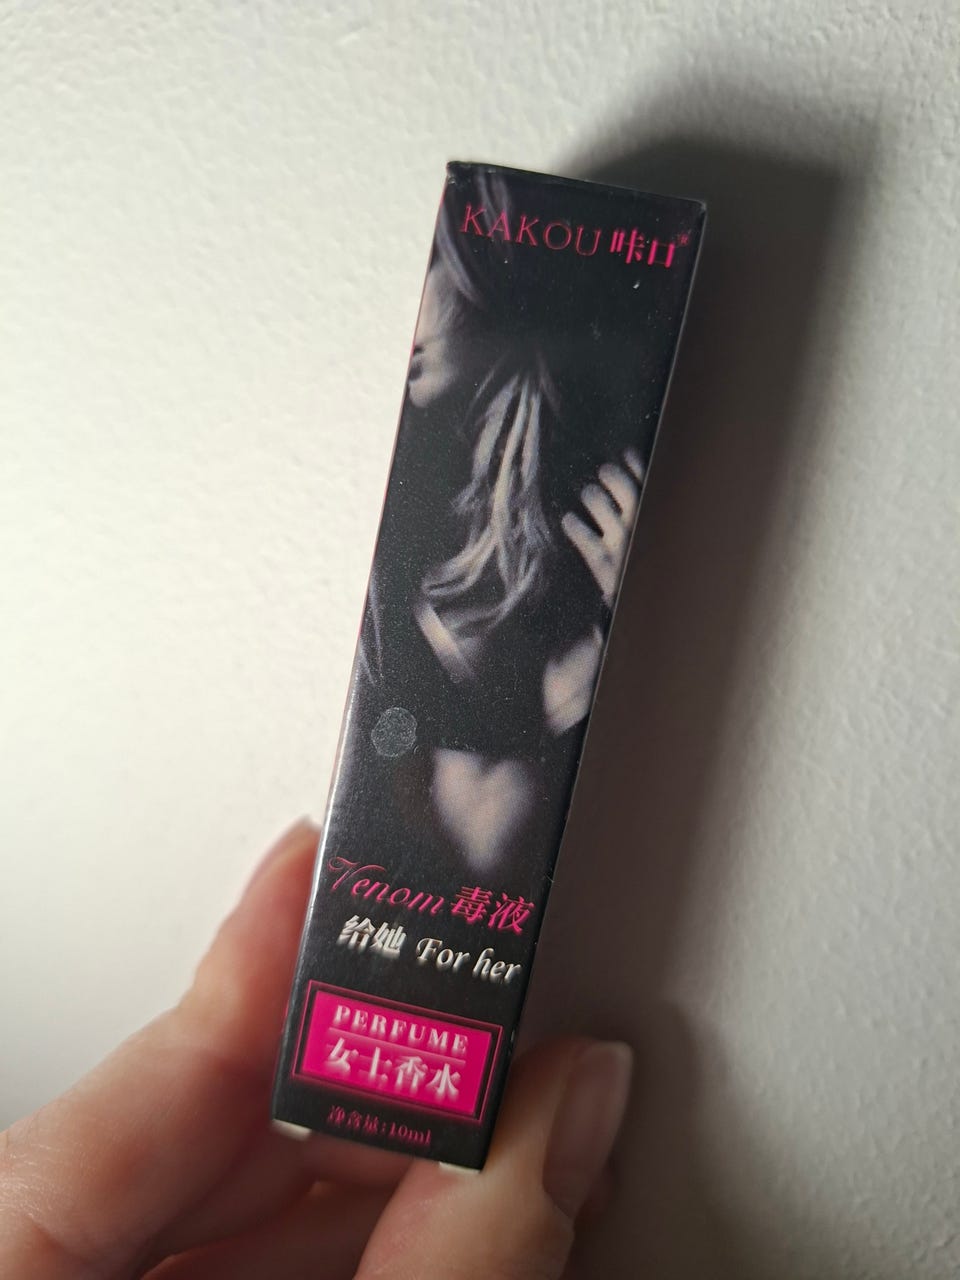 KAKOU 咔口®
Venom 毒液
给她 For her
PERFUME
女士香水
净含量:10ml